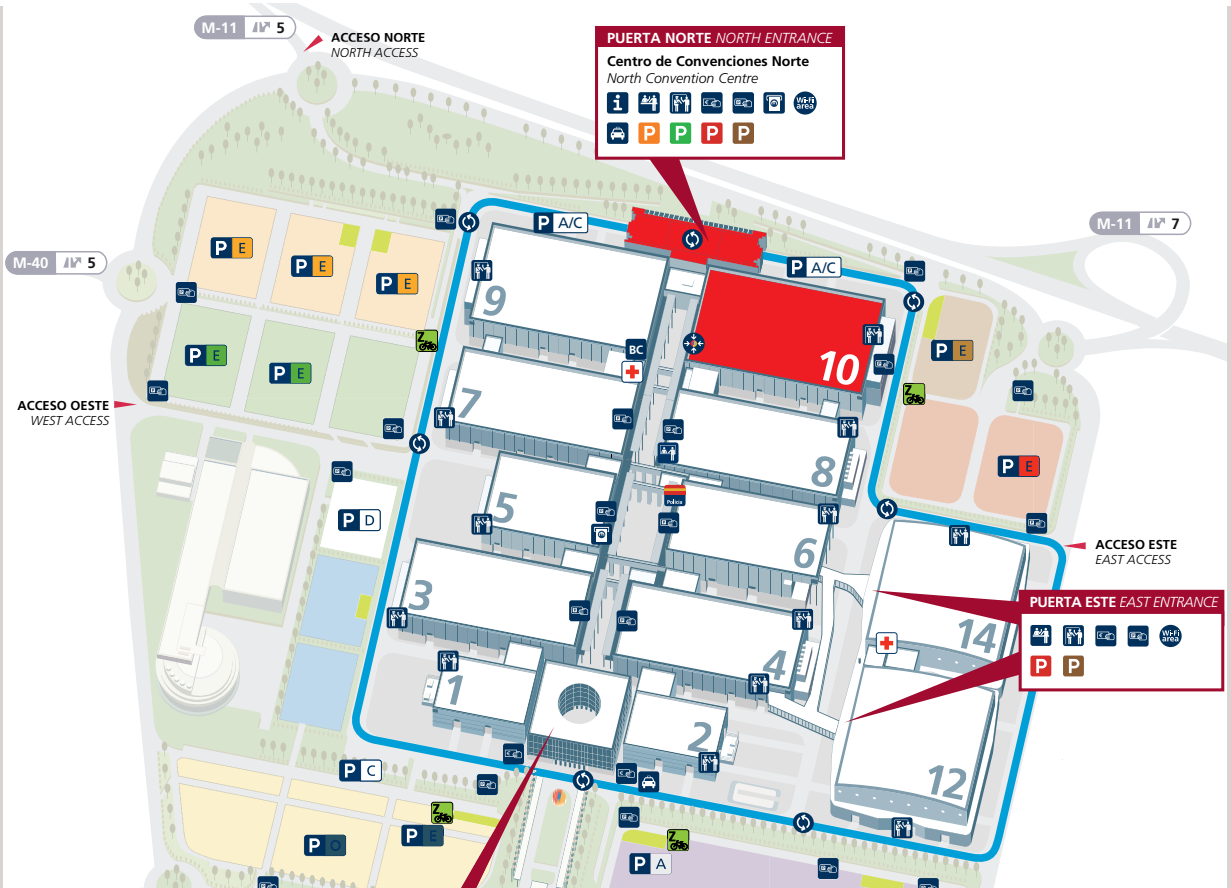 M-11 5
ACCESO NORTE
NORTH ACCESS
PUERTA NORTE NORTH ENTRANCE
Centro de Convenciones Norte
North Convention Centre
i
Wi-Fi
area
P P P P
M-11 7
M-40 5
P A/C
P A/C
P E
P E
P E
P E
P E
9
BC
10
P E
Z
Z
ACCESO OESTE
WEST ACCESS
7
8
P E
P D
5
Policía
6
ACCESO ESTE
EAST ACCESS
3
PUERTA ESTE EAST ENTRANCE
Wi-Fi
area
P P
14
4
1
2
12
P C
Z
P O
P E
Z
P A